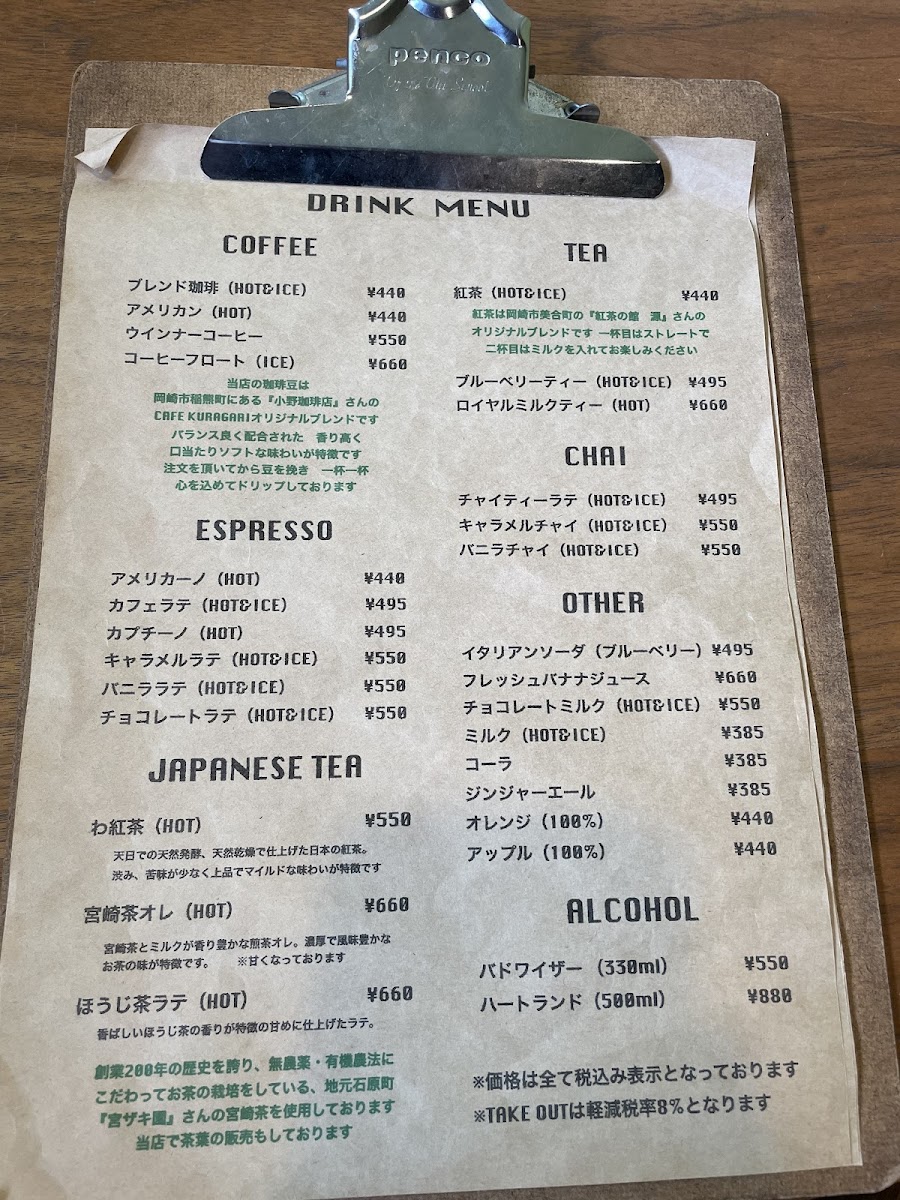 penco
DRINK MENU
COFFEE
ブレンド珈琲（HOT&ICE） ¥440
アメリカン（HOT） ¥440
ウインナーコーヒー ¥550
コーヒーフロート（ICE） ¥660
当店の珈琲豆は
岡崎市稲熊町にある『小野珈琲店』さんの
CAFE KURAGARIオリジナルブレンドです
バランス良く配合された　香り高く
口当たりソフトな味わいが特徴です
注文を頂いてから豆を挽き　一杯一杯
心を込めてドリップしております
ESPRESSO
アメリカーノ（HOT） ¥440
カフェラテ（HOT&ICE） ¥495
カプチーノ（HOT） ¥495
キャラメルラテ（HOT&ICE） ¥550
バニララテ（HOT&ICE） ¥550
チョコレートラテ（HOT&ICE） ¥550
JAPANESE TEA
わ紅茶（HOT） ¥550
天日での天然発酵、天然乾燥で仕上げた日本の紅茶。
渋み、苦味が少なく上品でマイルドな味わいが特徴です
宮崎茶オレ（HOT） ¥660
宮崎茶とミルクが香り豊かな煎茶オレ。濃厚で風味豊かな
お茶の味が特徴です。　※甘くなっております
ほうじ茶ラテ（HOT） ¥660
香ばしいほうじ茶の香りが特徴の甘めに仕上げたラテ。
創業200年の歴史を誇り、無農薬・有機農法に
こだわってお茶の栽培をしている、地元石原町
『宮ザキ園』さんの宮崎茶を使用しております
当店で茶葉の販売もしております
TEA
紅茶（HOT&ICE） ¥440
紅茶は岡崎市美合町の『紅茶の館　源』さんの
オリジナルブレンドです 一杯目はストレートで
二杯目はミルクを入れてお楽しみください
ブルーベリーティー（HOT&ICE） ¥495
ロイヤルミルクティー（HOT） ¥660
CHAI
チャイティーラテ（HOT&ICE） ¥495
キャラメルチャイ（HOT&ICE） ¥550
バニラチャイ（HOT&ICE） ¥550
OTHER
イタリアンソーダ（ブルーベリー） ¥495
フレッシュバナナジュース ¥660
チョコレートミルク（HOT&ICE） ¥550
ミルク（HOT&ICE） ¥385
コーラ ¥385
ジンジャーエール ¥385
オレンジ（100%） ¥440
アップル（100%） ¥440
ALCOHOL
バドワイザー（330ml） ¥550
ハートランド（500ml） ¥880
※価格は全て税込み表示となっております
※TAKE OUTは軽減税率8%となります